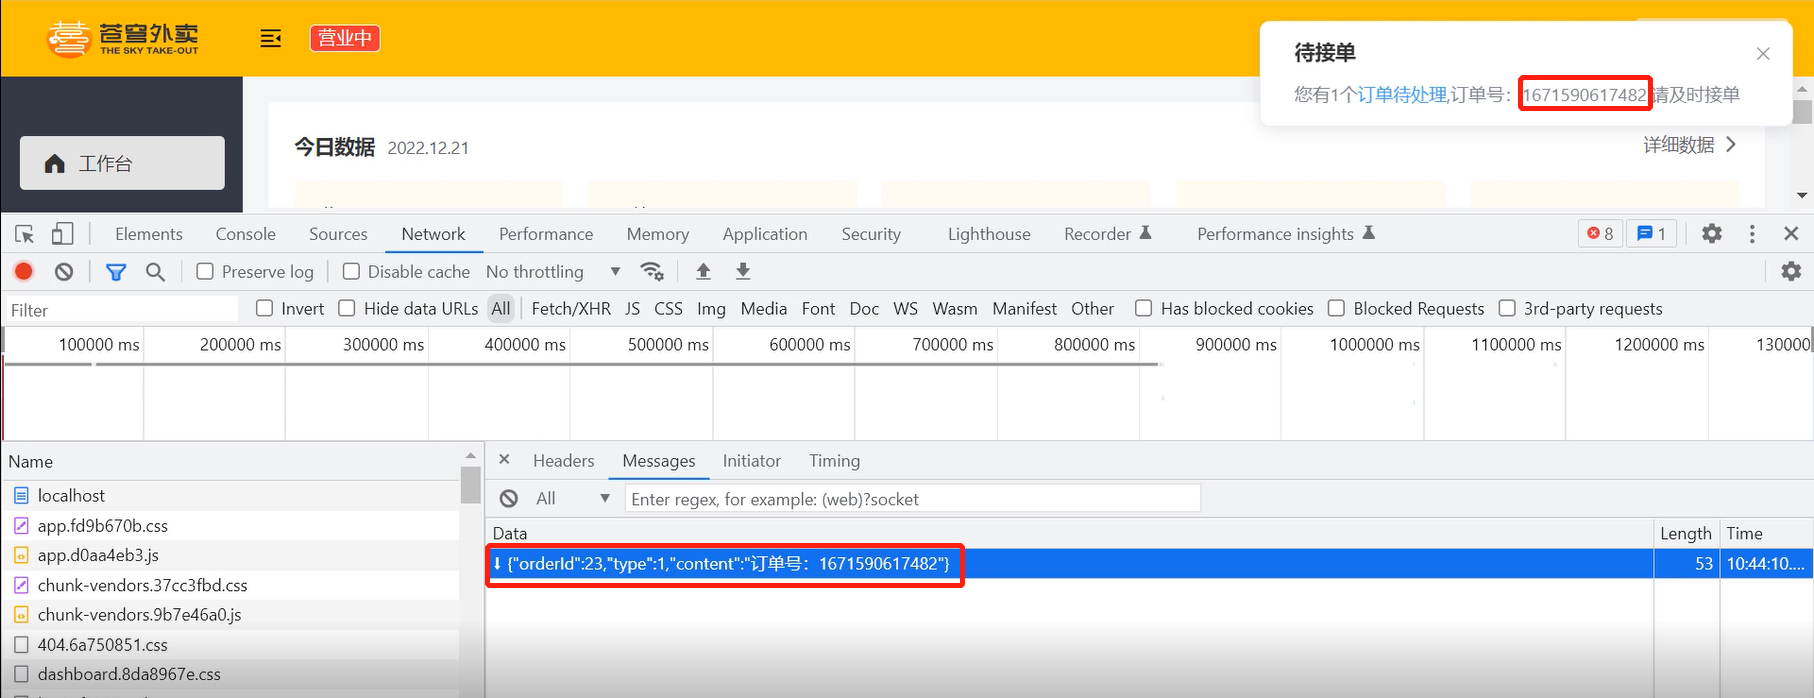 苍穹外卖
THE SKY TAKE-OUT
营业中
待接单
您有1个订单待处理,订单号：1671590617482请及时接单
今日数据 2022.12.21
详细数据
工作台
Elements Console Sources Network Performance Memory Application Security Lighthouse Recorder Performance insights 8 1
Preserve log Disable cache No throttling
Filter Invert Hide data URLs All Fetch/XHR JS CSS Img Media Font Doc WS Wasm Manifest Other Has blocked cookies Blocked Requests 3rd-party requests
100000 ms 200000 ms 300000 ms 400000 ms 500000 ms 600000 ms 700000 ms 800000 ms 900000 ms 1000000 ms 1100000 ms 1200000 ms 130000
Name
localhost
app.fd9b670b.css
app.d0aa4eb3.js
chunk-vendors.37cc3fbd.css
chunk-vendors.9b7e46a0.js
404.6a750851.css
dashboard.8da8967e.css
Headers Messages Initiator Timing
All Enter regex, for example: (web)?socket
Data Length Time
{"orderId":23,"type":1,"content":"订单号：1671590617482"} 53 10:44:10....